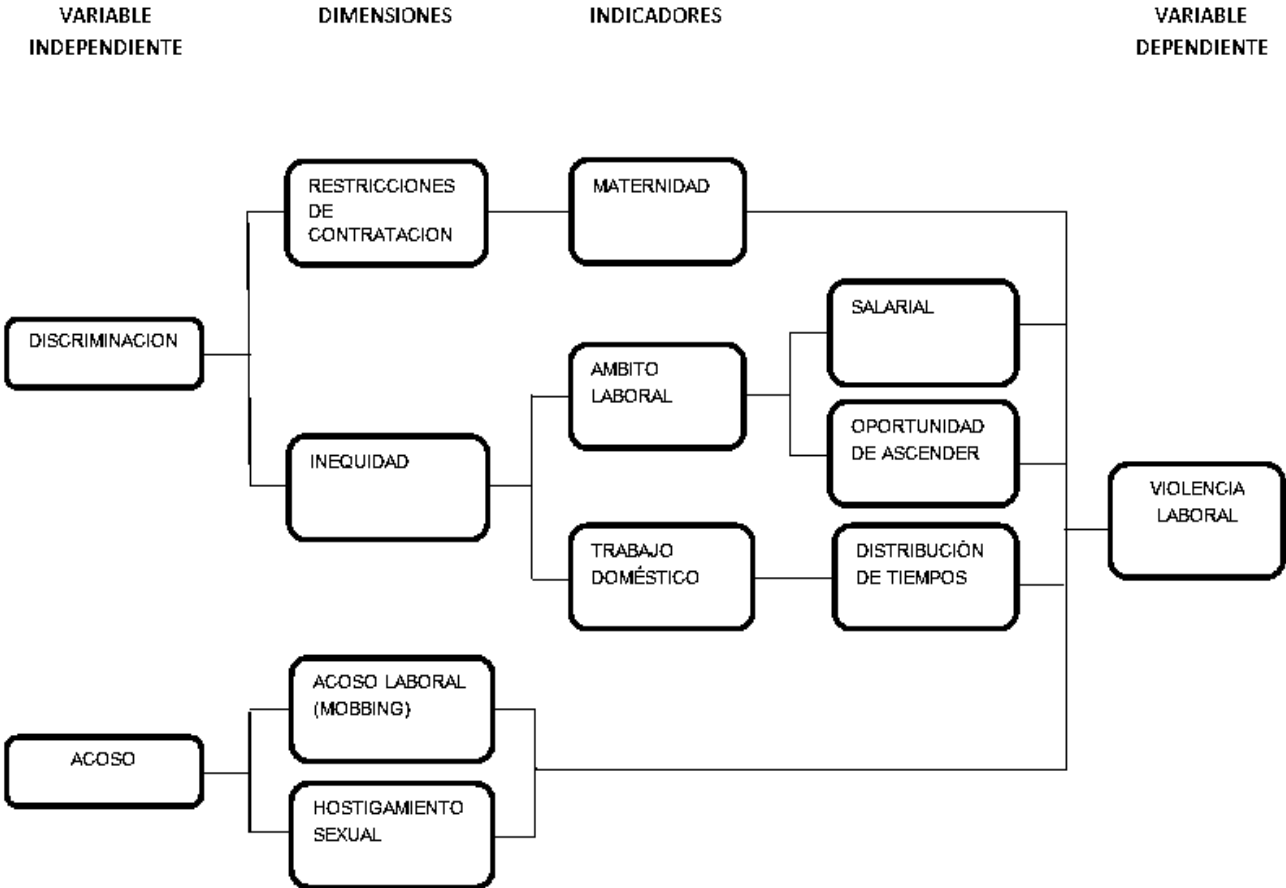 VARIABLE
INDEPENDIENTE
DIMENSIONES
INDICADORES
VARIABLE
DEPENDIENTE
RESTRICCIONES
DE
CONTRATACION
MATERNIDAD
SALARIAL
DISCRIMINACION
AMBITO
LABORAL
OPORTUNIDAD
DE ASCENDER
INEQUIDAD
VIOLENCIA
LABORAL
TRABAJO
DOMÉSTICO
DISTRIBUCIÓN
DE TIEMPOS
ACOSO LABORAL
(MOBBING)
ACOSO
HOSTIGAMIENTO
SEXUAL